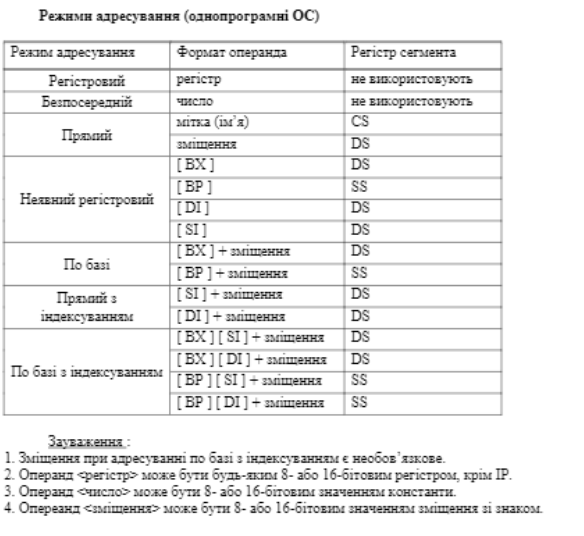 Режими адресування (однопрограмні ОС)
Режим адресування Формат операнда Регістр сегмента
Регістровий регістр не використовують
Безпосередній число не використовують
Прямий мітка (ім’я) CS
зміщення DS
Неявний регістровий [ BX ] DS
[ BP ] SS
[ DI ] DS
[ SI ] DS
По базі [ BX ] + зміщення DS
[ BP ] + зміщення SS
Прямий з індексуванням [ SI ] + зміщення DS
[ DI ] + зміщення DS
По базі з індексуванням [ BX ] [ SI ] + зміщення DS
[ BX ] [ DI ] + зміщення DS
[ BP ] [ SI ] + зміщення SS
[ BP ] [ DI ] + зміщення SS
Зауваження :
1. Зміщення при адресуванні по базі з індексуванням є необов’язкове.
2. Операнд <регістр> може бути будь-яким 8- або 16-бітовим регістром, крім IP.
3. Операнд <число> може бути 8- або 16-бітовим значенням константи.
4. Опереанд <зміщення> може бути 8- або 16-бітовим значенням зміщення зі знаком.